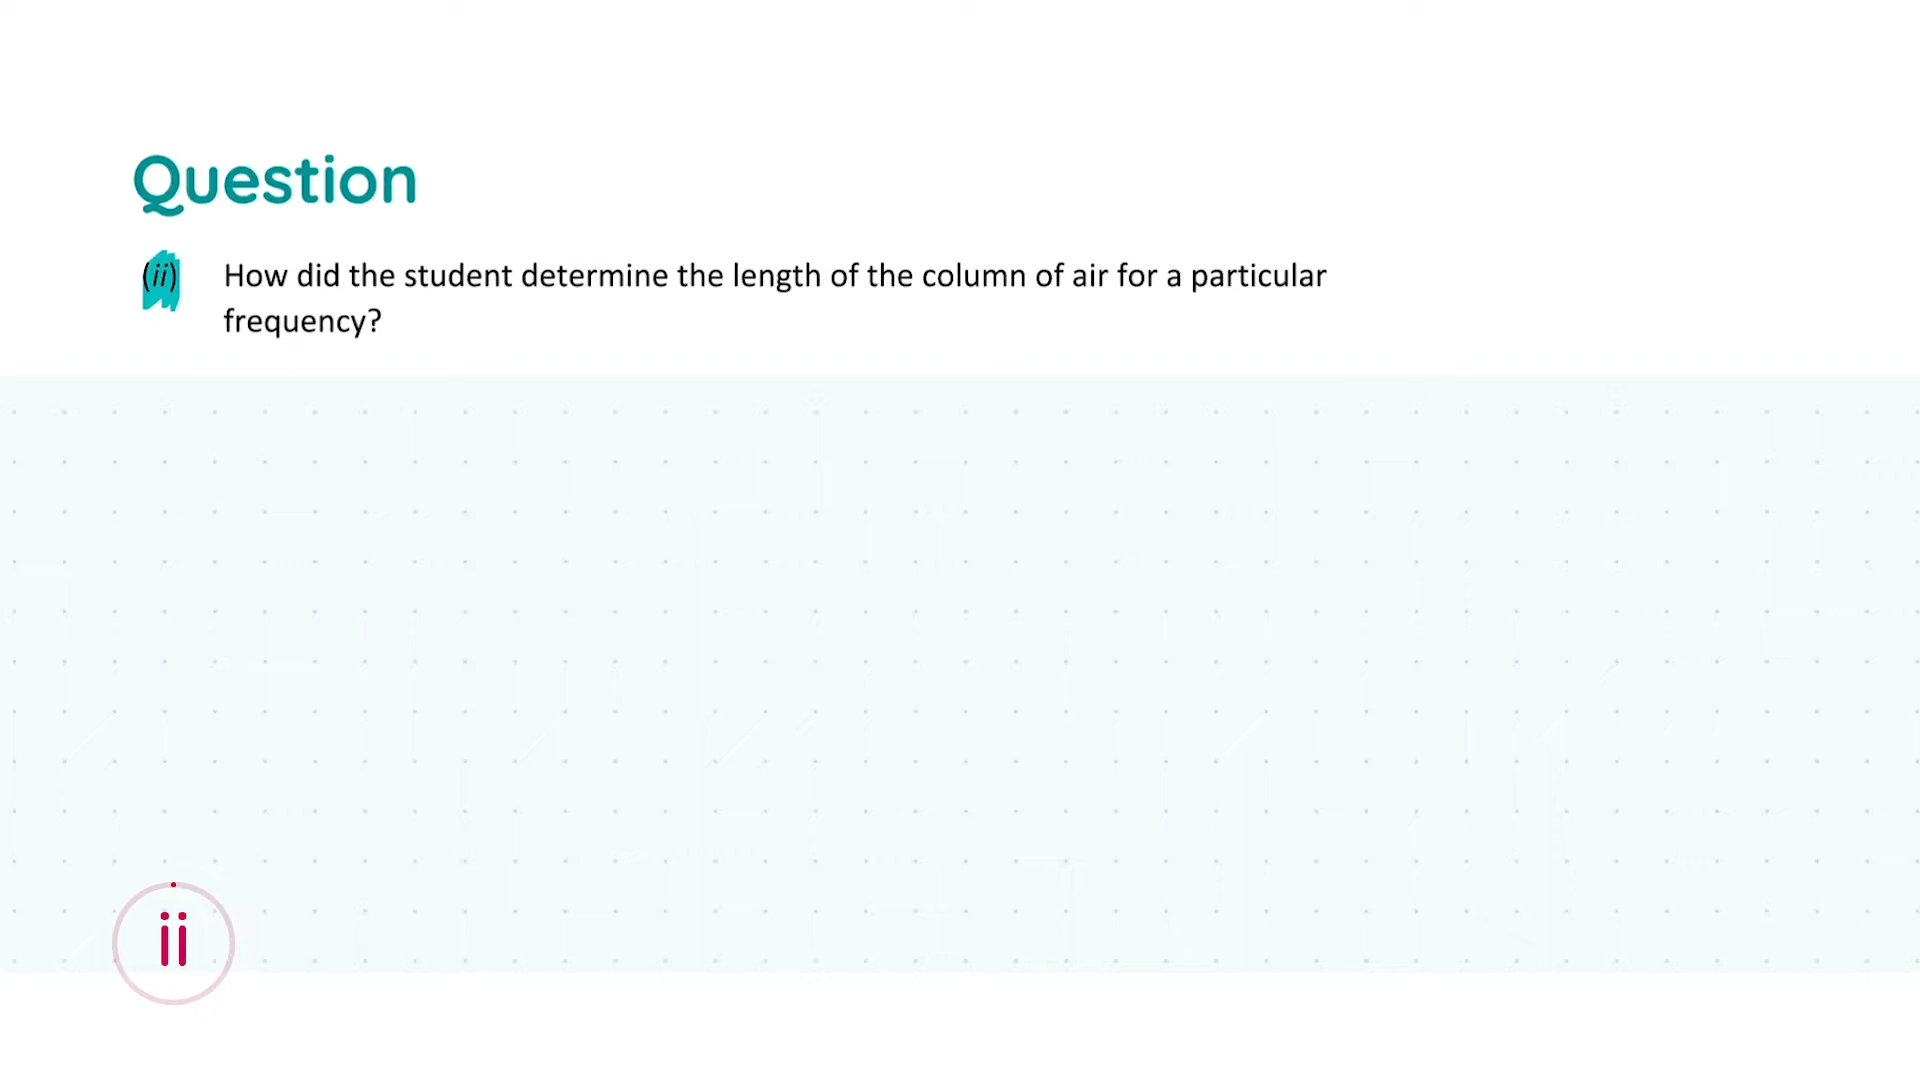 Question
(ii) How did the student determine the length of the column of air for a particular
frequency?
ii